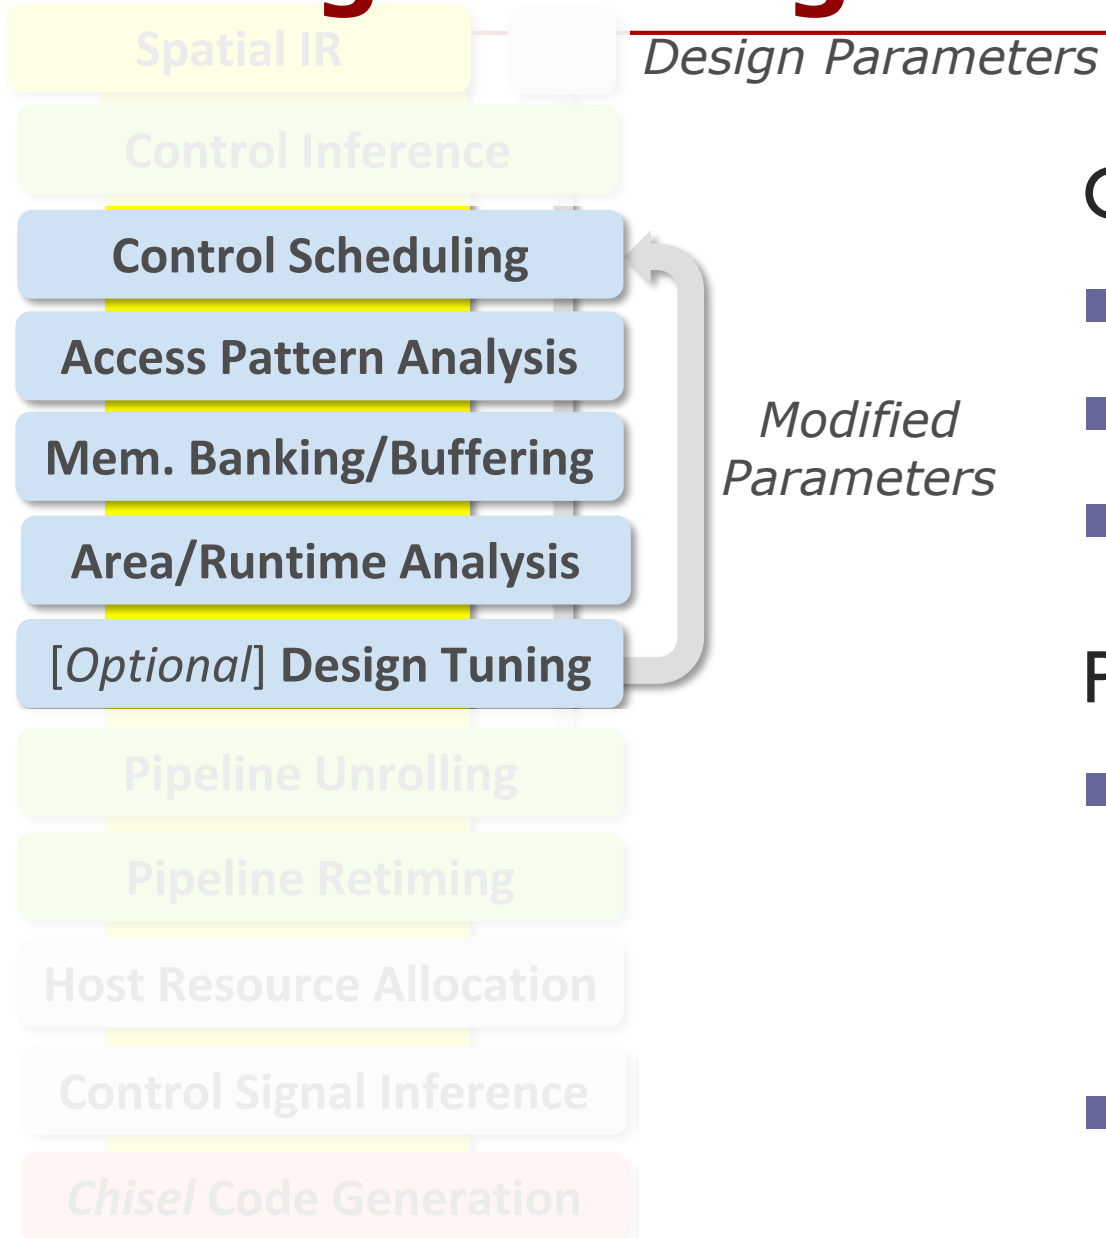 Spatial IR
Design Parameters
Control Inference
Control Scheduling
Access Pattern Analysis
Mem. Banking/Buffering
Modified
Parameters
Area/Runtime Analysis
[Optional] Design Tuning
Pipeline Unrolling
Pipeline Retiming
Host Resource Allocation
Control Signal Inference
Chisel Code Generation